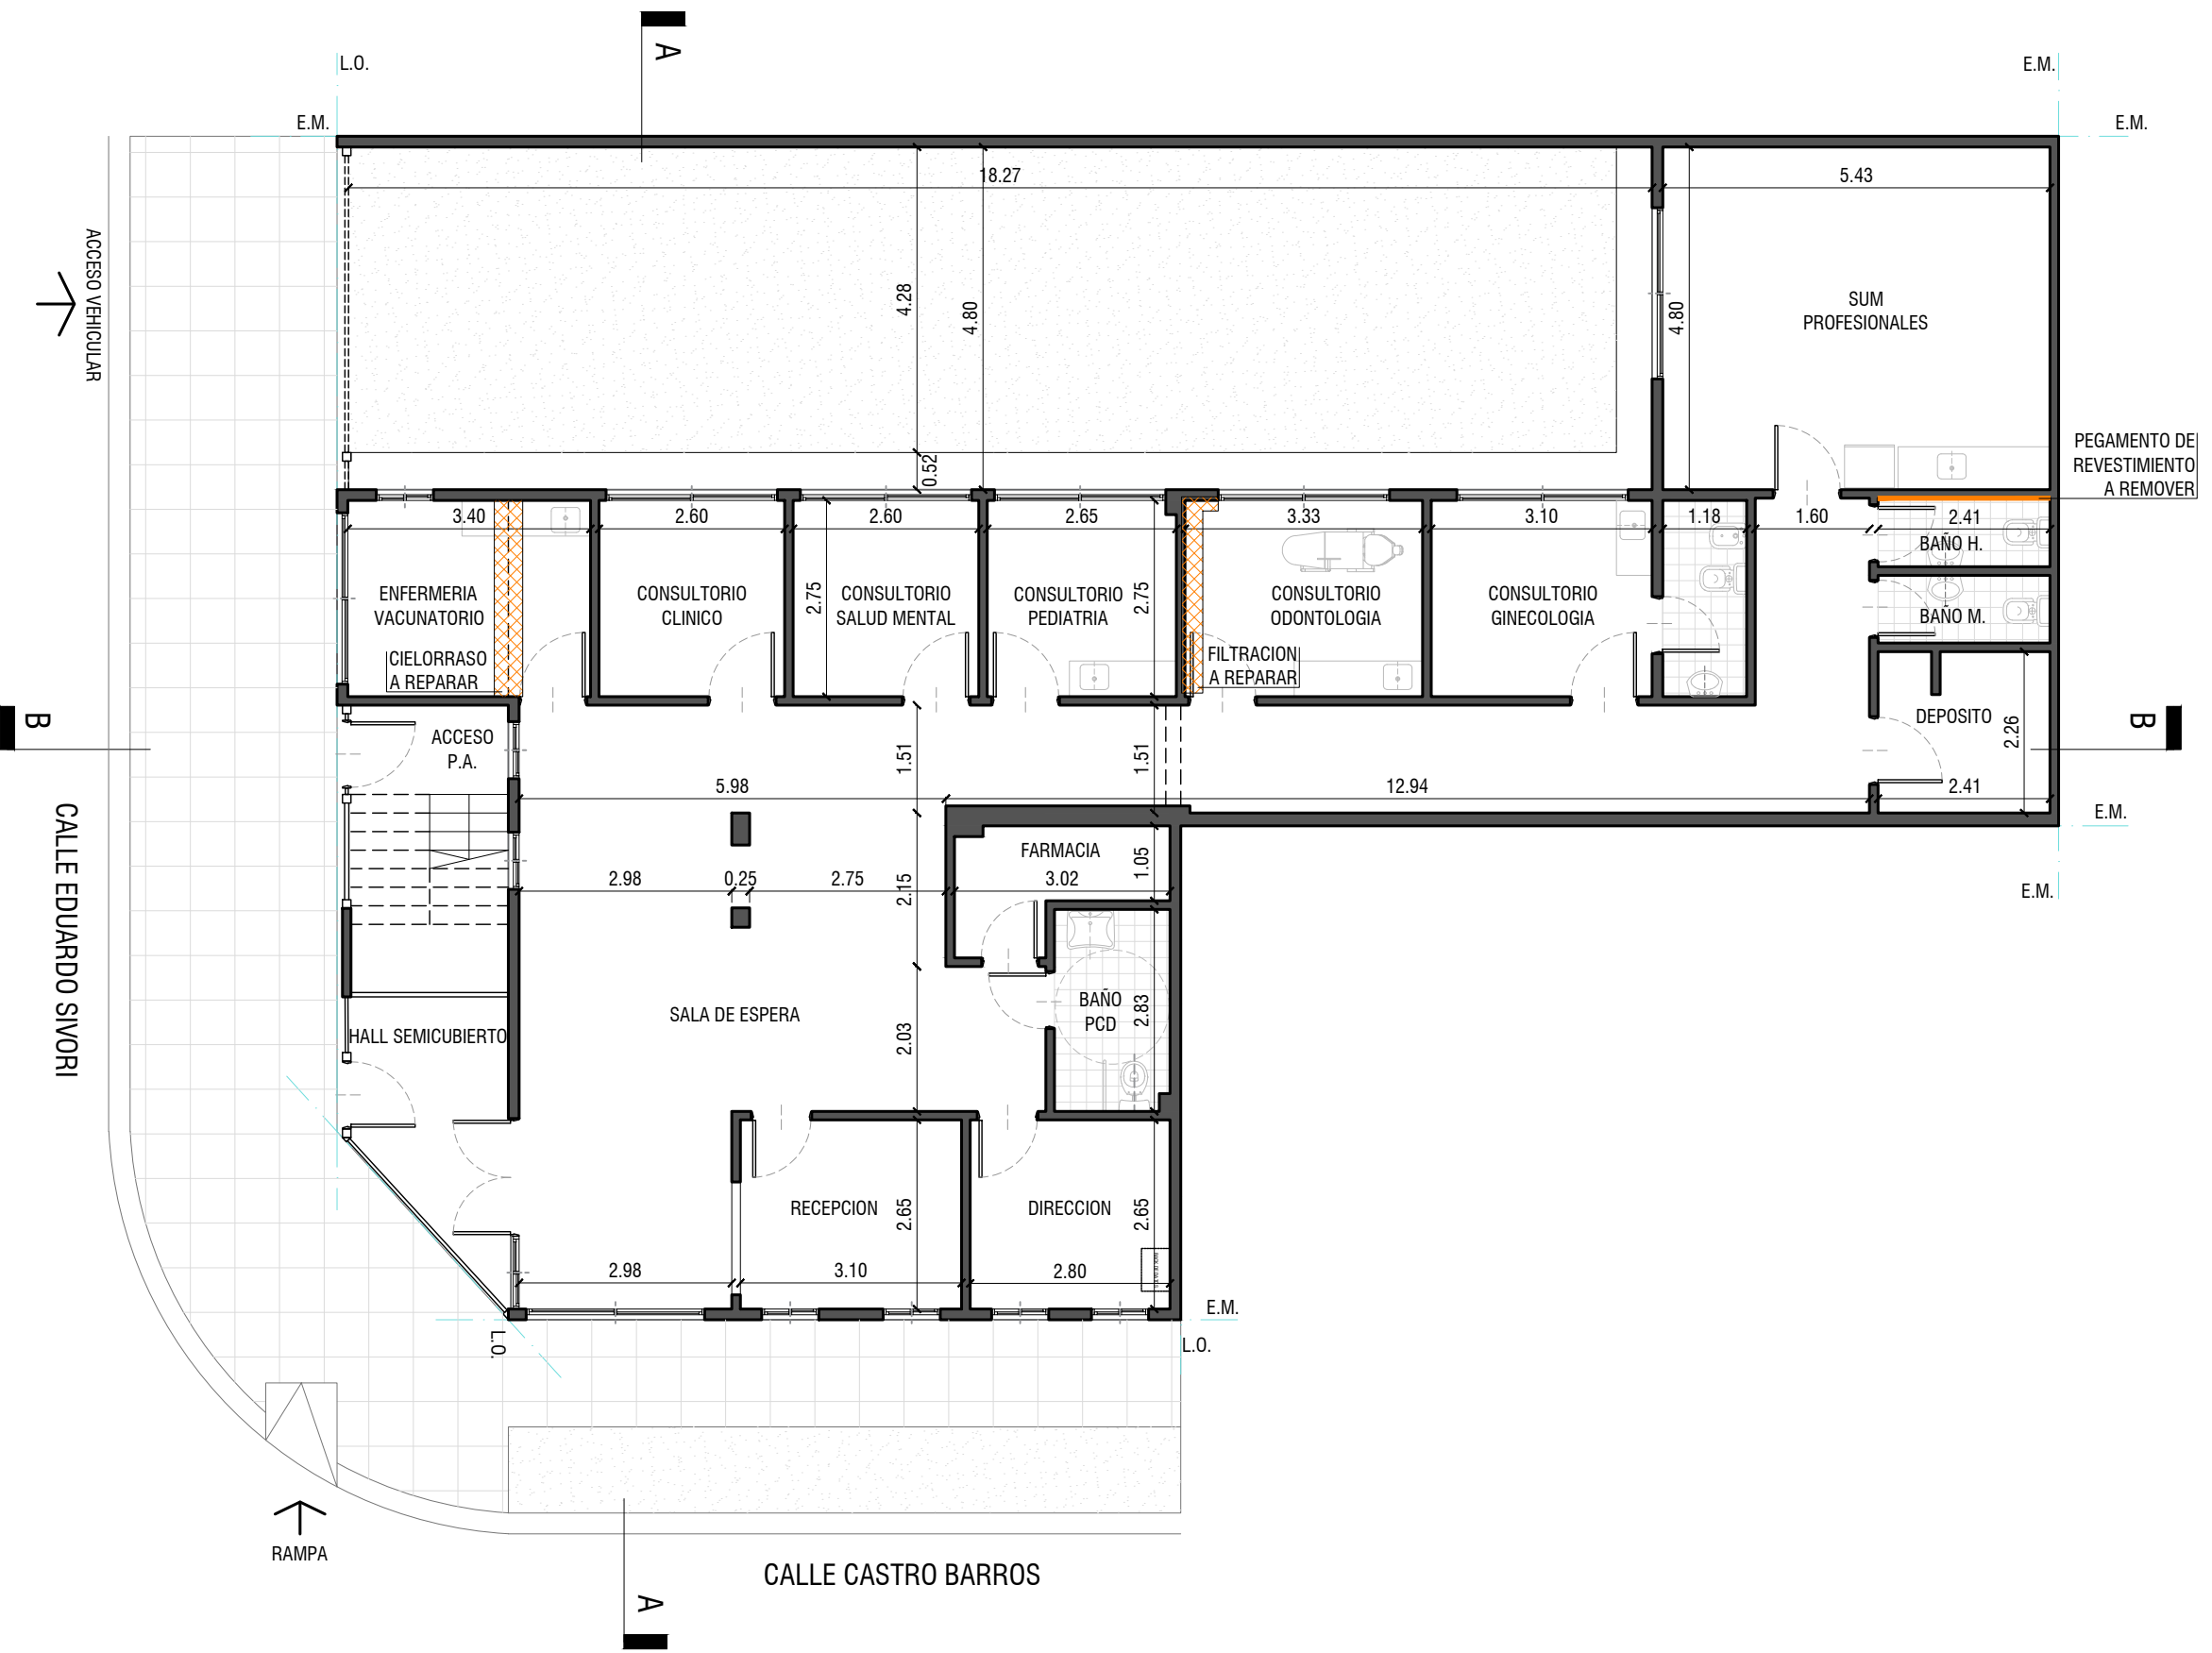 A
L.O.
E.M.
E.M.
E.M.
18.27
5.43
ACCESO VEHICULAR
4.28
4.80
4.80
SUM
PROFESIONALES
0.52
PEGAMENTO DE
REVESTIMIENTO
A REMOVER
3.40
2.60
2.60
2.65
3.33
3.10
1.18
1.60
2.41
BAÑO H.
ENFERMERIA
VACUNATORIO
CONSULTORIO
CLINICO
2.75
CONSULTORIO
SALUD MENTAL
CONSULTORIO
PEDIATRIA
2.75
CONSULTORIO
ODONTOLOGIA
CONSULTORIO
GINECOLOGIA
BAÑO M.
CIELORRASO
A REPARAR
FILTRACION
A REPARAR
B
ACCESO
P.A.
1.51
1.51
DEPOSITO
2.26
B
5.98
12.94
2.41
E.M.
CALLE EDUARDO SIVORI
FARMACIA
1.05
2.98
0.25
2.75
2.15
3.02
E.M.
SALA DE ESPERA
BAÑO
PCD
2.83
HALL SEMICUBIERTO
2.03
RECEPCION
2.65
DIRECCION
2.65
2.98
3.10
2.80
E.M.
L.O.
L.O.
RAMPA
CALLE CASTRO BARROS
A